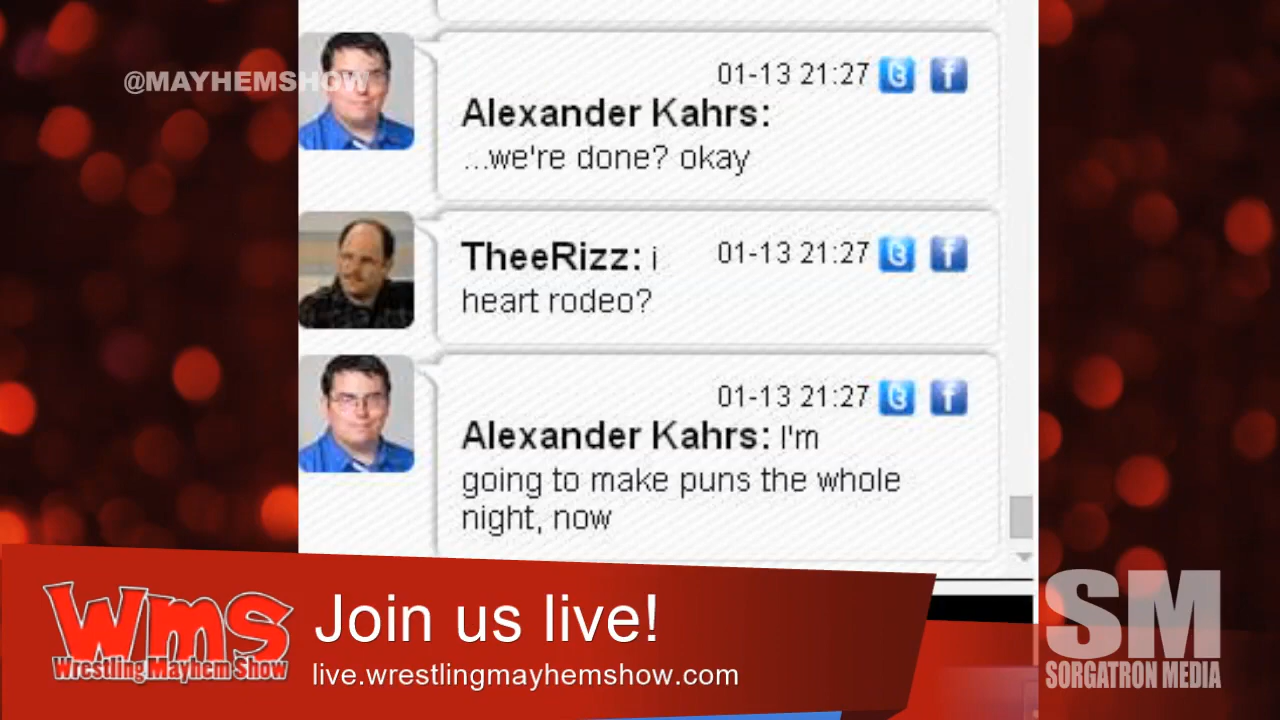 @MAYHEMSHOW
01-13 21:27
Alexander Kahrs:
...we're done? okay
TheeRizz: i
01-13 21:27
heart rodeo?
01-13 21:27
Alexander Kahrs: I'm
going to make puns the whole
night, now
wms
Wrestling Mayhem Show
Join us live!
live.wrestlingmayhemshow.com
SM
SORGATRON MEDIA